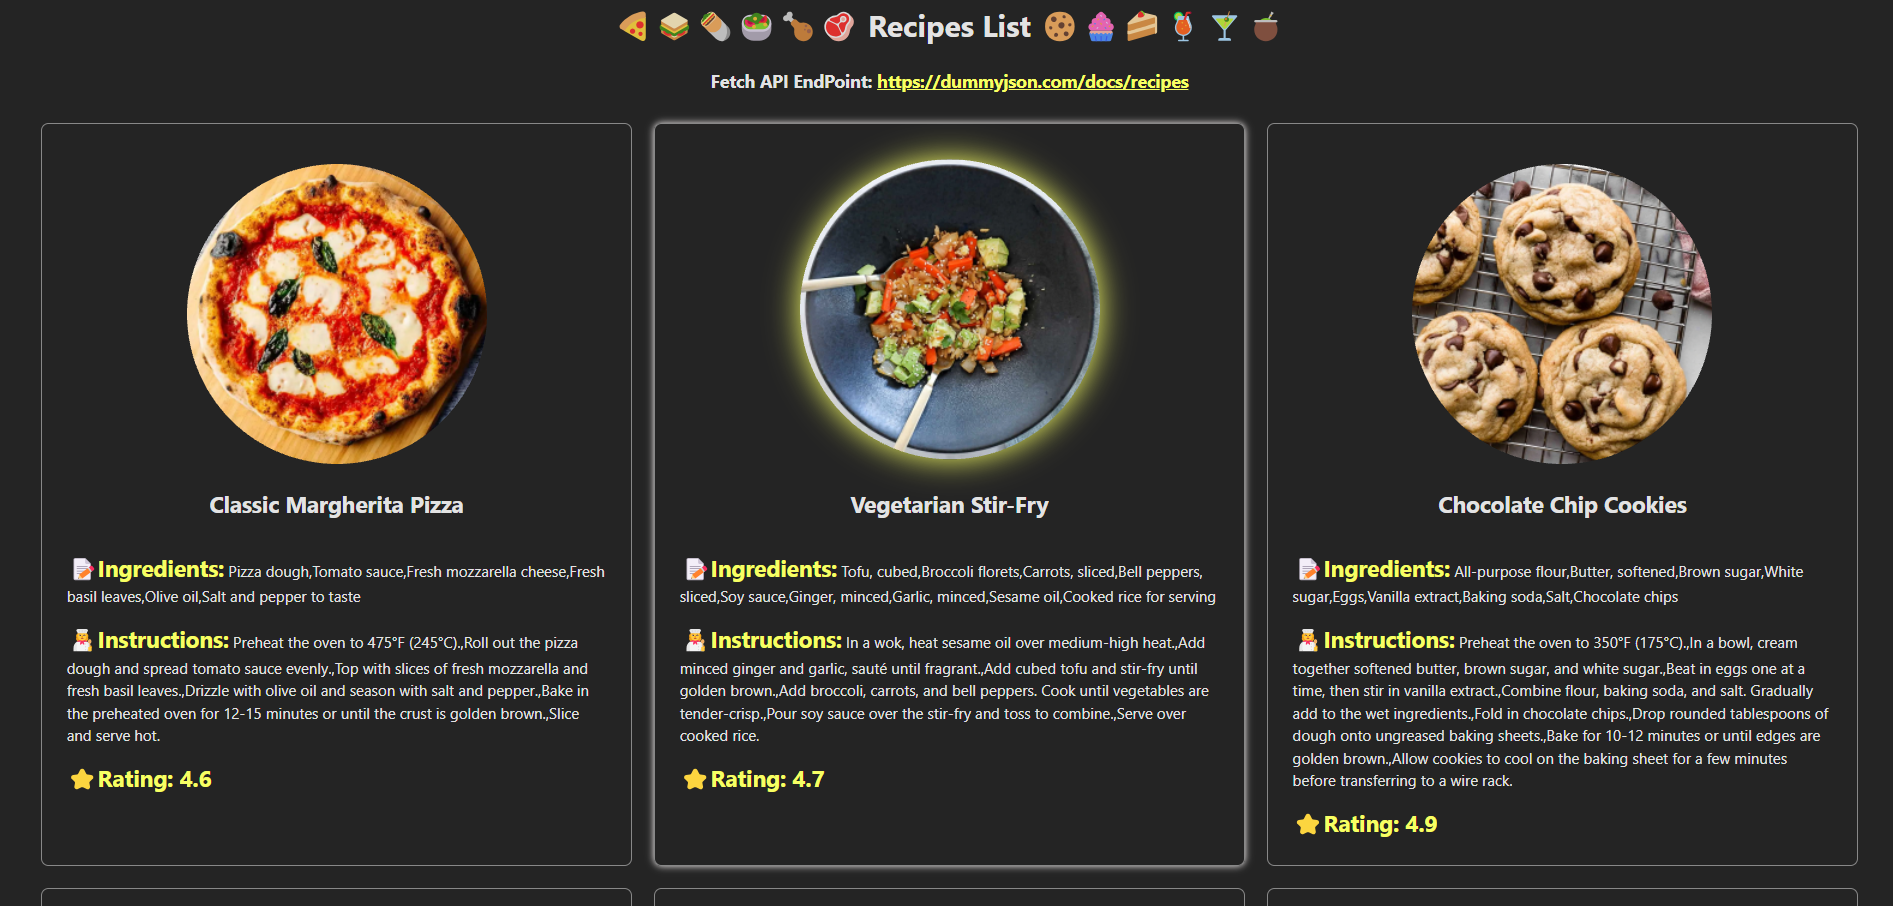 Recipes List
Fetch API EndPoint: https://dummyjson.com/docs/recipes
Classic Margherita Pizza
Ingredients: Pizza dough,Tomato sauce,Fresh mozzarella cheese,Fresh
basil leaves,Olive oil,Salt and pepper to taste
Instructions: Preheat the oven to 475°F (245°C).,Roll out the pizza
dough and spread tomato sauce evenly.,Top with slices of fresh mozzarella and
fresh basil leaves.,Drizzle with olive oil and season with salt and pepper.,Bake in
the preheated oven for 12-15 minutes or until the crust is golden brown.,Slice
and serve hot.
Rating: 4.6
Vegetarian Stir-Fry
Ingredients: Tofu, cubed,Broccoli florets,Carrots, sliced,Bell peppers,
sliced,Soy sauce,Ginger, minced,Garlic, minced,Sesame oil,Cooked rice for serving
Instructions: In a wok, heat sesame oil over medium-high heat.,Add
minced ginger and garlic, sauté until fragrant.,Add cubed tofu and stir-fry until
golden brown.,Add broccoli, carrots, and bell peppers. Cook until vegetables are
tender-crisp.,Pour soy sauce over the stir-fry and toss to combine.,Serve over
cooked rice.
Rating: 4.7
Chocolate Chip Cookies
Ingredients: All-purpose flour,Butter, softened,Brown sugar,White
sugar,Eggs,Vanilla extract,Baking soda,Salt,Chocolate chips
Instructions: Preheat the oven to 350°F (175°C).,In a bowl, cream
together softened butter, brown sugar, and white sugar.,Beat in eggs one at a
time, then stir in vanilla extract.,Combine flour, baking soda, and salt. Gradually
add to the wet ingredients.,Fold in chocolate chips.,Drop rounded tablespoons of
dough onto ungreased baking sheets.,Bake for 10-12 minutes or until edges are
golden brown.,Allow cookies to cool on the baking sheet for a few minutes
before transferring to a wire rack.
Rating: 4.9